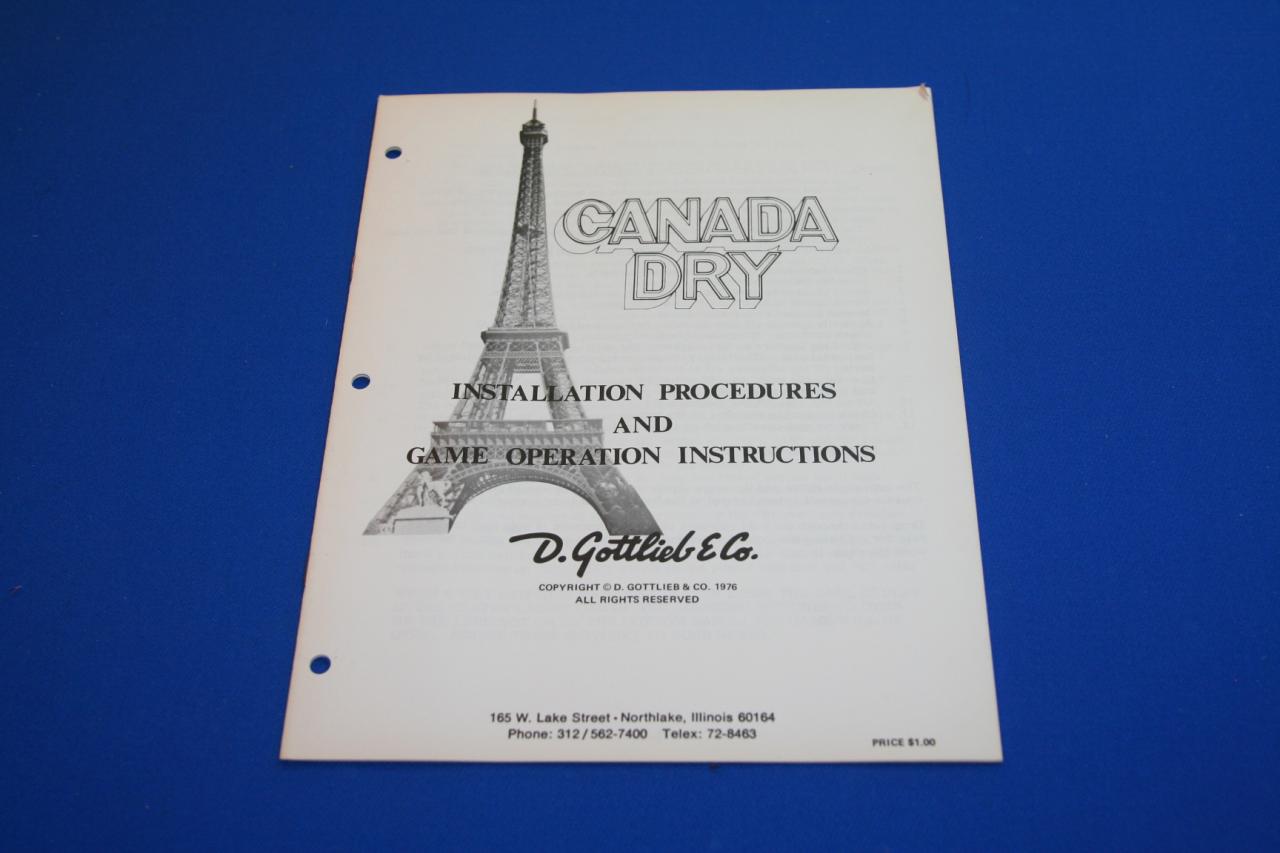 CANADA
DRY
INSTALLATION PROCEDURES
AND
GAME OPERATION INSTRUCTIONS
D. Gottlieb & Co.
COPYRIGHT © D. GOTTLIEB & CO. 1976
ALL RIGHTS RESERVED
165 W. Lake Street • Northlake, Illinois 60164
Phone: 312/562-7400 Telex: 72-8463
PRICE $1.00